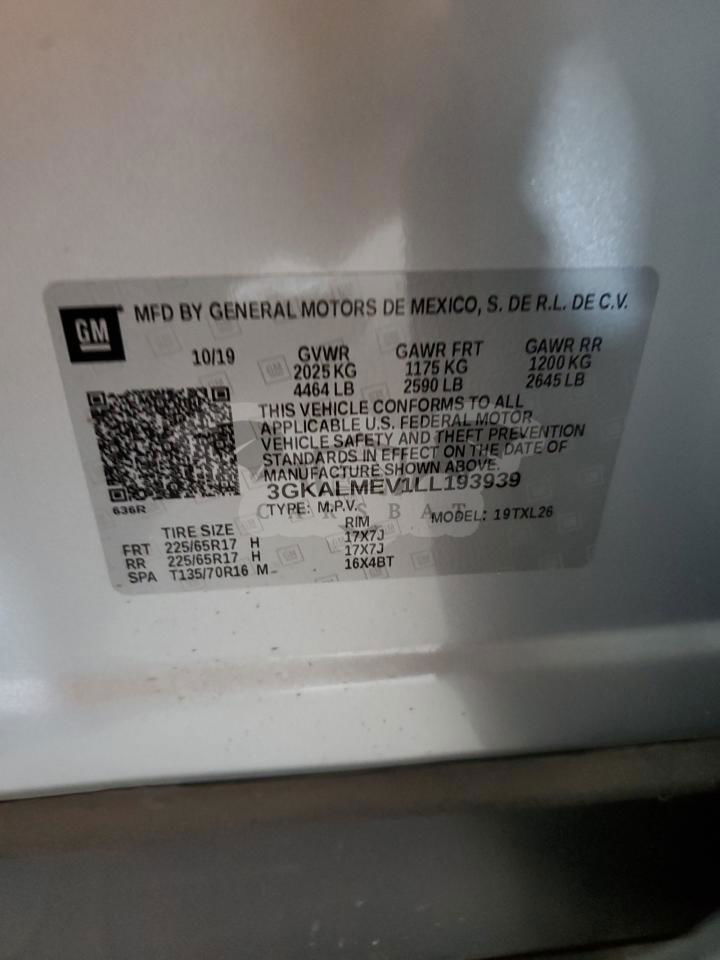 GM
MFD BY GENERAL MOTORS DE MEXICO, S. DE R.L. DE C.V.
10/19 GVWR GAWR FRT GAWR RR
2025 KG 1175 KG 1200 KG
4464 LB 2590 LB 2645 LB
THIS VEHICLE CONFORMS TO ALL
APPLICABLE U.S. FEDERAL MOTOR
VEHICLE SAFETY AND THEFT PREVENTION
STANDARDS IN EFFECT ON THE DATE OF
MANUFACTURE SHOWN ABOVE.
3GKALMEV1LL193939
636R TYPE: M.P.V. MODEL: 19TXL26
CARSBAT
TIRE SIZE RIM
FRT 225/65R17 H 17X7J
RR 225/65R17 H 17X7J
SPA T135/70R16 M 16X4BT